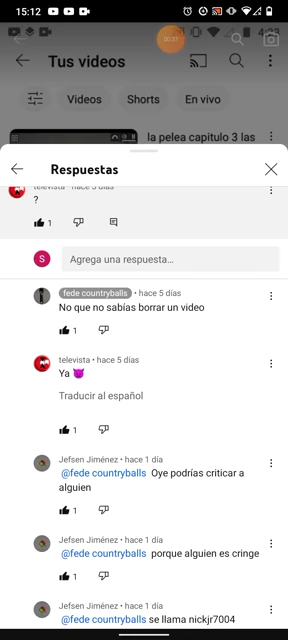 15:12
00:37
Tus videos
Videos
Shorts
En vivo
la pelea capitulo 3 las
Respuestas
televista • hace 5 días
?
1
S
Agrega una respuesta...
fede countryballs • hace 5 días
No que no sabías borrar un video
1
televista • hace 5 días
Ya 😈
Traducir al español
1
Jefsen Jiménez • hace 1 día
@fede countryballs Oye podrías criticar a
alguien
1
Jefsen Jiménez • hace 1 día
@fede countryballs porque alguien es cringe
1
Jefsen Jiménez • hace 1 día
@fede countryballs se llama nickjr7004